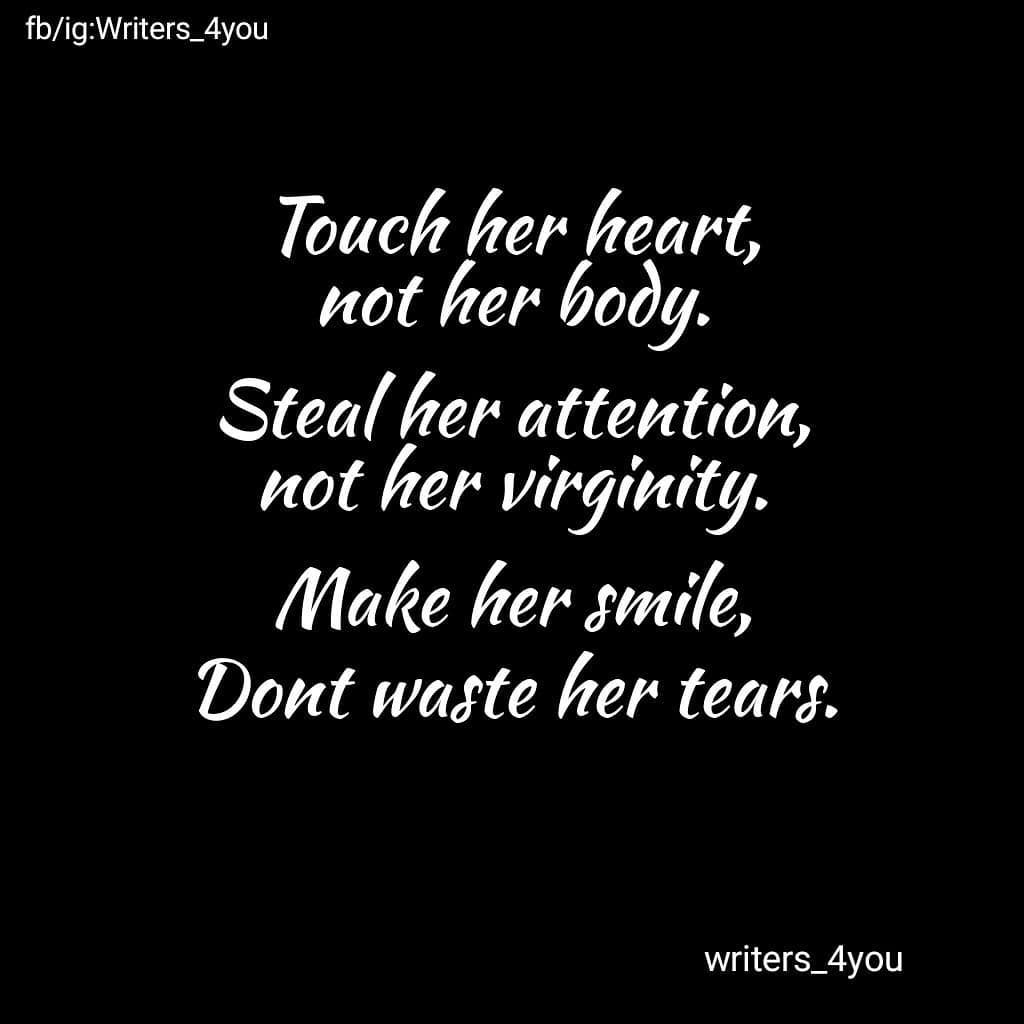 fb/ig:Writers_4you
Touch her heart,
not her body.
Steal her attention,
not her virginity.
Make her smile,
Dont waste her tears.
writers_4you